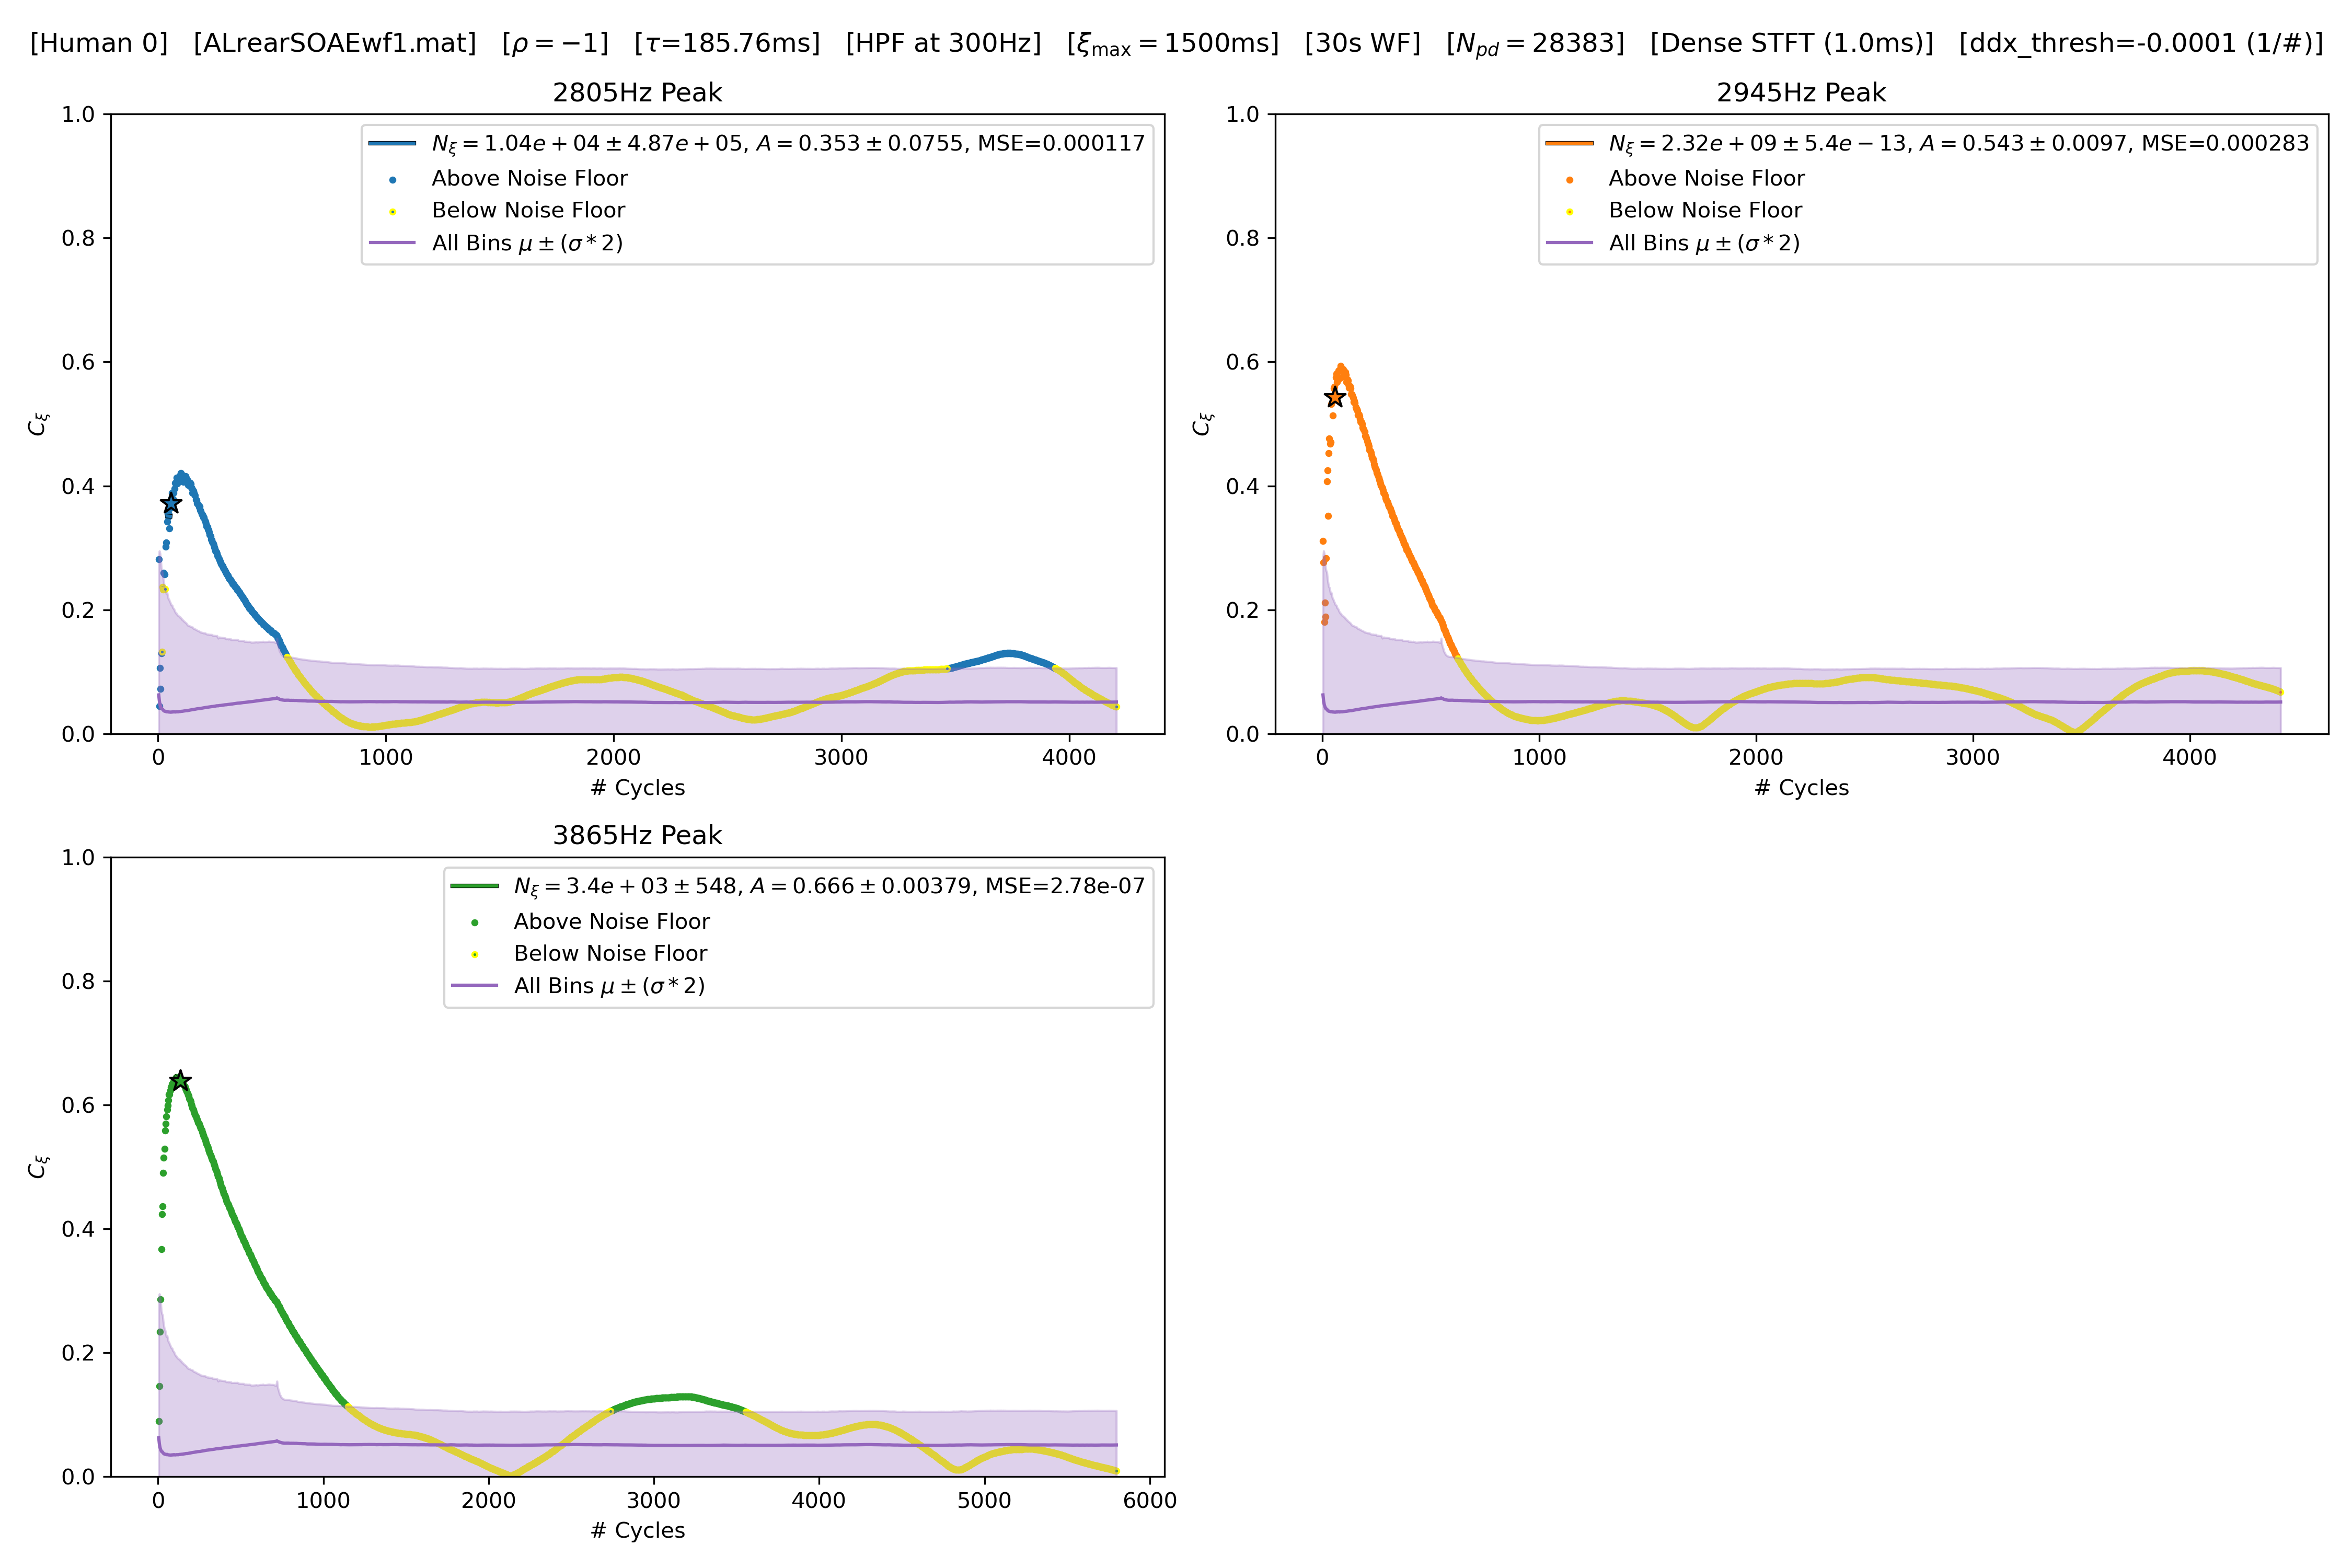 [Human 0] [ALrearSOAEwf1.mat] [ρ = −1] [τ=185.76ms] [HPF at 300Hz] [ξmax = 1500ms] [30s WF] [Npd = 28383] [Dense STFT (1.0ms)] [ddx_thresh=-0.0001 (1/#)]
2805Hz Peak
Nξ = 1.04e + 04 ± 4.87e + 05, A = 0.353 ± 0.0755, MSE=0.000117
Above Noise Floor
Below Noise Floor
All Bins μ ± (σ * 2)
1.0
0.8
0.6
0.4
0.2
0.0
Cξ
0 1000 2000 3000 4000
# Cycles
2945Hz Peak
Nξ = 2.32e + 09 ± 5.4e − 13, A = 0.543 ± 0.0097, MSE=0.000283
Above Noise Floor
Below Noise Floor
All Bins μ ± (σ * 2)
1.0
0.8
0.6
0.4
0.2
0.0
Cξ
0 1000 2000 3000 4000
# Cycles
3865Hz Peak
Nξ = 3.4e + 03 ± 548, A = 0.666 ± 0.00379, MSE=2.78e-07
Above Noise Floor
Below Noise Floor
All Bins μ ± (σ * 2)
1.0
0.8
0.6
0.4
0.2
0.0
Cξ
0 1000 2000 3000 4000 5000 6000
# Cycles